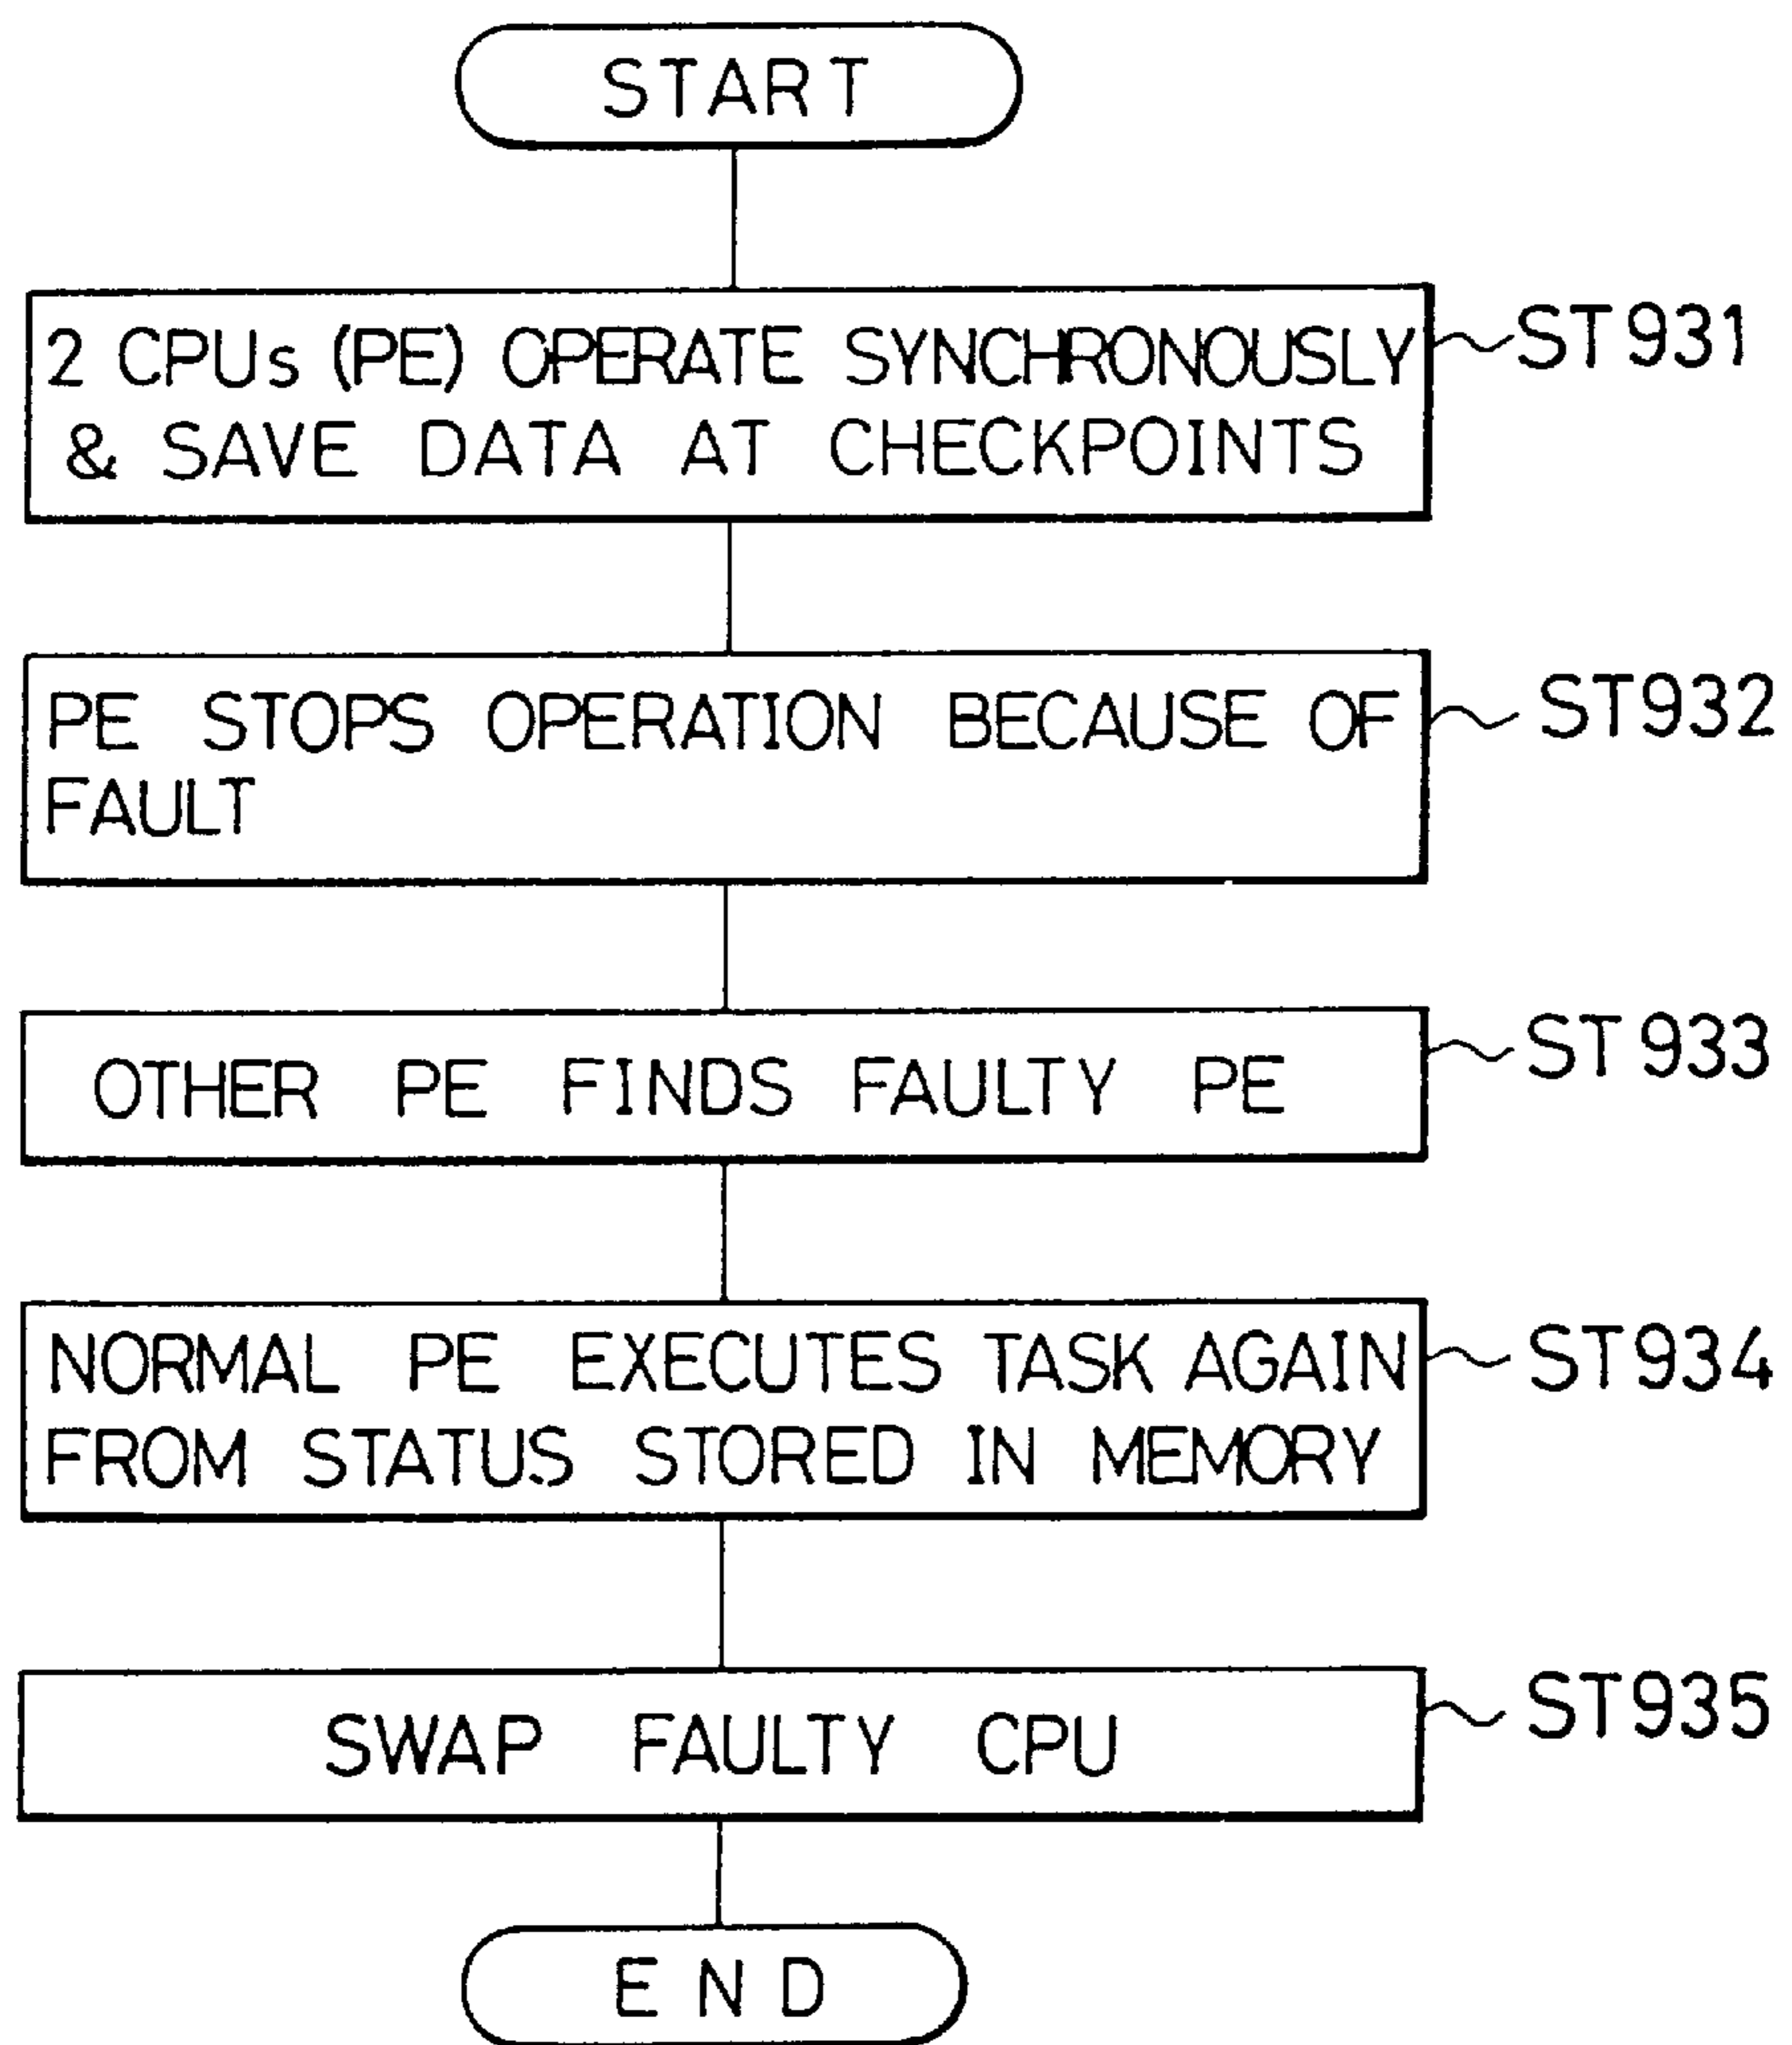 START
2 CPUs (PE) OPERATE SYNCHRONOUSLY
& SAVE DATA AT CHECKPOINTS
ST931
PE STOPS OPERATION BECAUSE OF
FAULT
ST932
OTHER PE FINDS FAULTY PE
ST933
NORMAL PE EXECUTES TASK AGAIN
FROM STATUS STORED IN MEMORY
ST934
SWAP FAULTY CPU
ST935
END